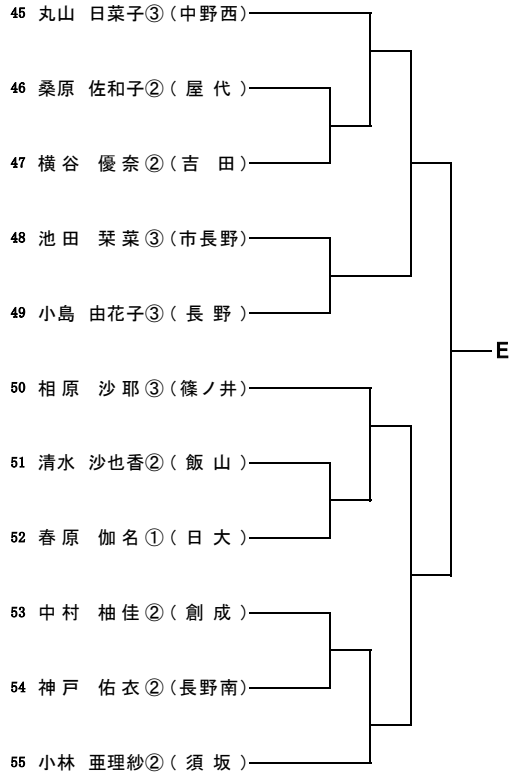 45 丸山 日菜子③(中野西)
46 桑原 佐和子②(屋代)
47 横谷 優奈②(吉田)
48 池田 栞菜③(市長野)
49 小島 由花子③(長野)
E
50 相原 沙耶③(篠ノ井)
51 清水 沙也香②(飯山)
52 春原 伽名①(日大)
53 中村 柚佳②(創成)
54 神戸 佑衣②(長野南)
55 小林 亜理紗②(須坂)